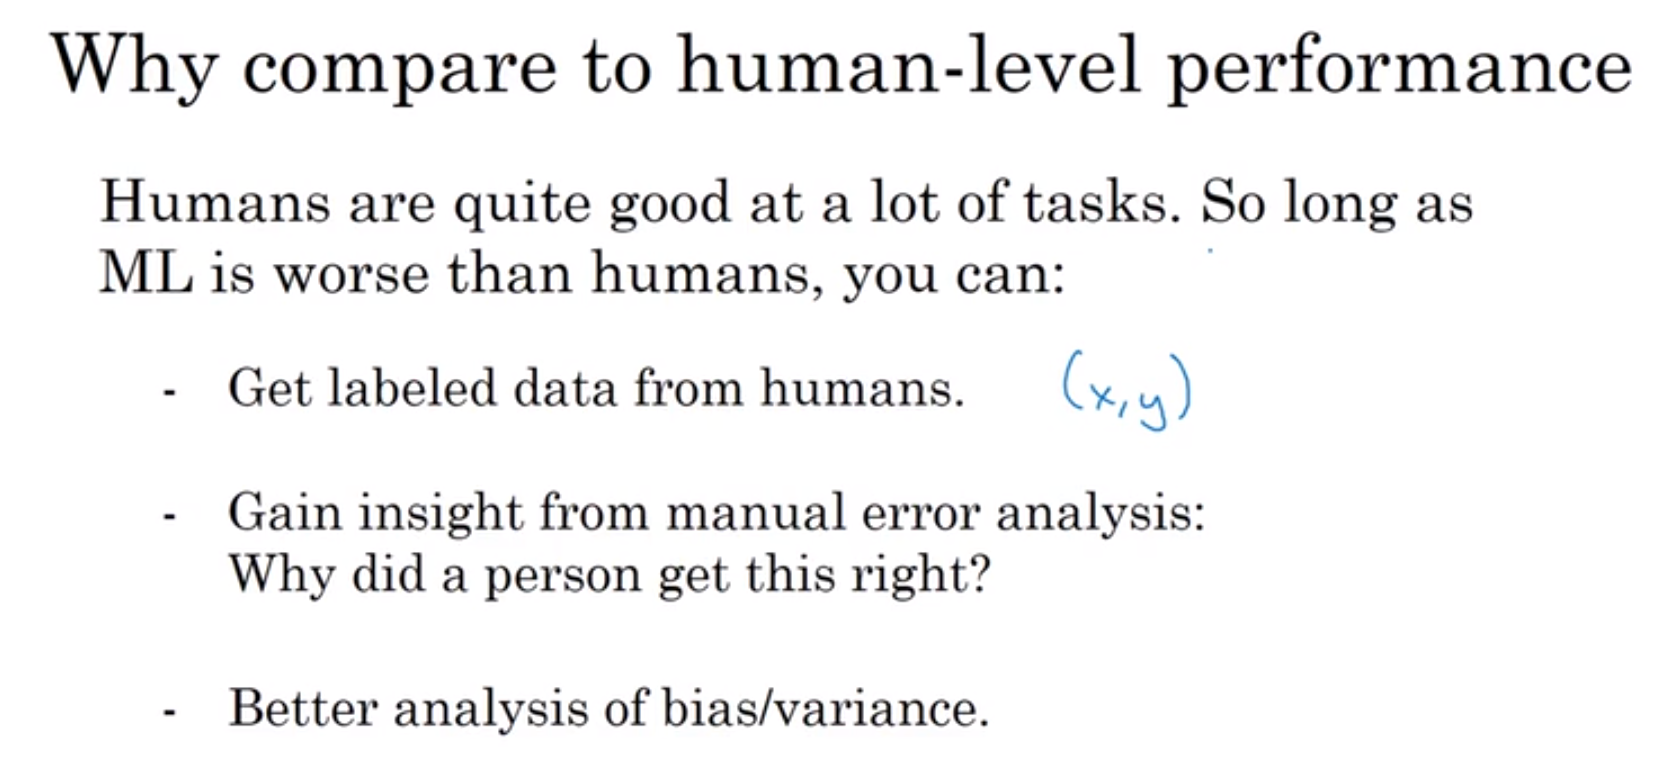 Why compare to human-level performance
Humans are quite good at a lot of tasks. So long as
ML is worse than humans, you can:
- Get labeled data from humans. (x,y)
- Gain insight from manual error analysis:
Why did a person get this right?
- Better analysis of bias/variance.